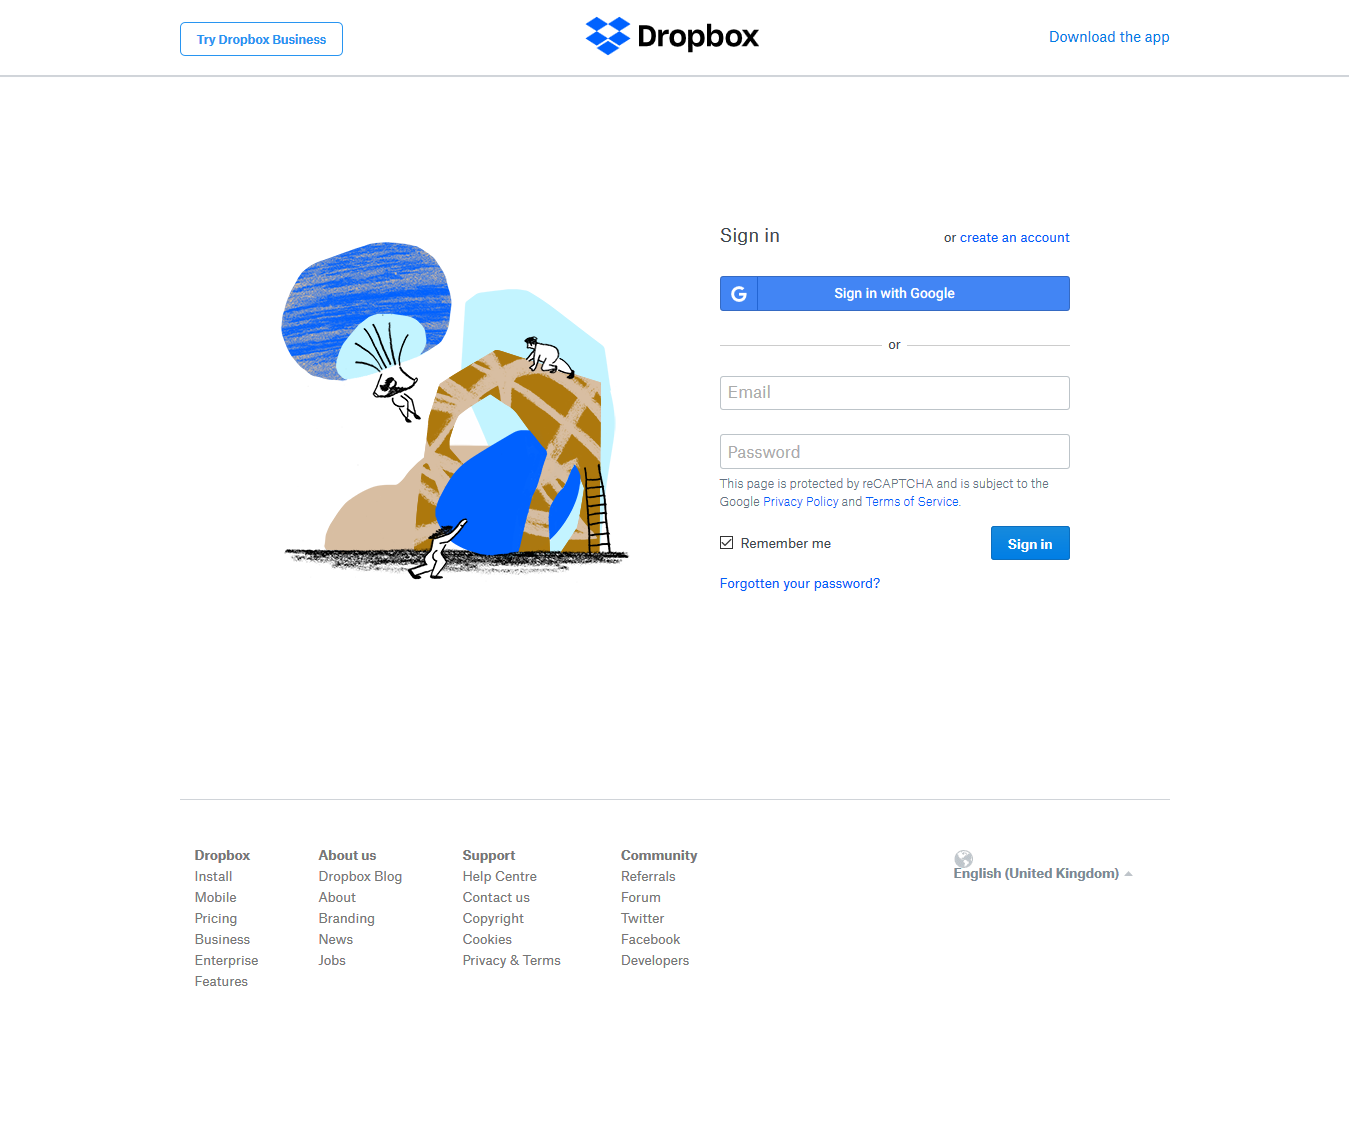 Try Dropbox Business
Dropbox
Download the app
Sign in
or create an account
G
Sign in with Google
or
Email
Password
This page is protected by reCAPTCHA and is subject to the
Google Privacy Policy and Terms of Service.
Remember me
Sign in
Forgotten your password?
Dropbox
Install
Mobile
Pricing
Business
Enterprise
Features
About us
Dropbox Blog
About
Branding
News
Jobs
Support
Help Centre
Contact us
Copyright
Cookies
Privacy & Terms
Community
Referrals
Forum
Twitter
Facebook
Developers
English (United Kingdom)